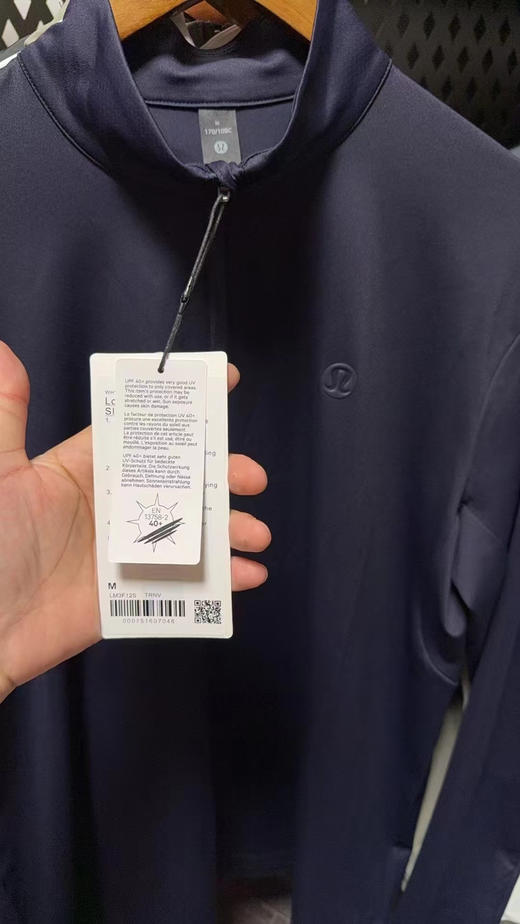 M
170/100C
UPF 40+ provides very good UV
protection to only covered areas.
This item's protection may be
reduced with use, or if it gets
stretched or wet. Sun exposure
causes skin damage.
Le facteur de protection UV 40+
procure une excellente protection
contre les rayons du soleil aux
parties couvertes seulement.
La protection de cet article peut
être réduite s'il est usé, étiré ou
mouillé. L'exposition au soleil peut
endommager la peau.
UPF 40+ bietet sehr guten
UV-Schutz für bedeckte
Körperteile. Die Schutzwirkung
dieses Artikels kann durch
Gebrauch, Dehnung oder Nässe
abnehmen. Sonneneinstrahlung
kann Hautschäden verursachen.
EN
13758-2
40+
1.
2.
3.
4.
M
LM3F12S TRNV
000151607046